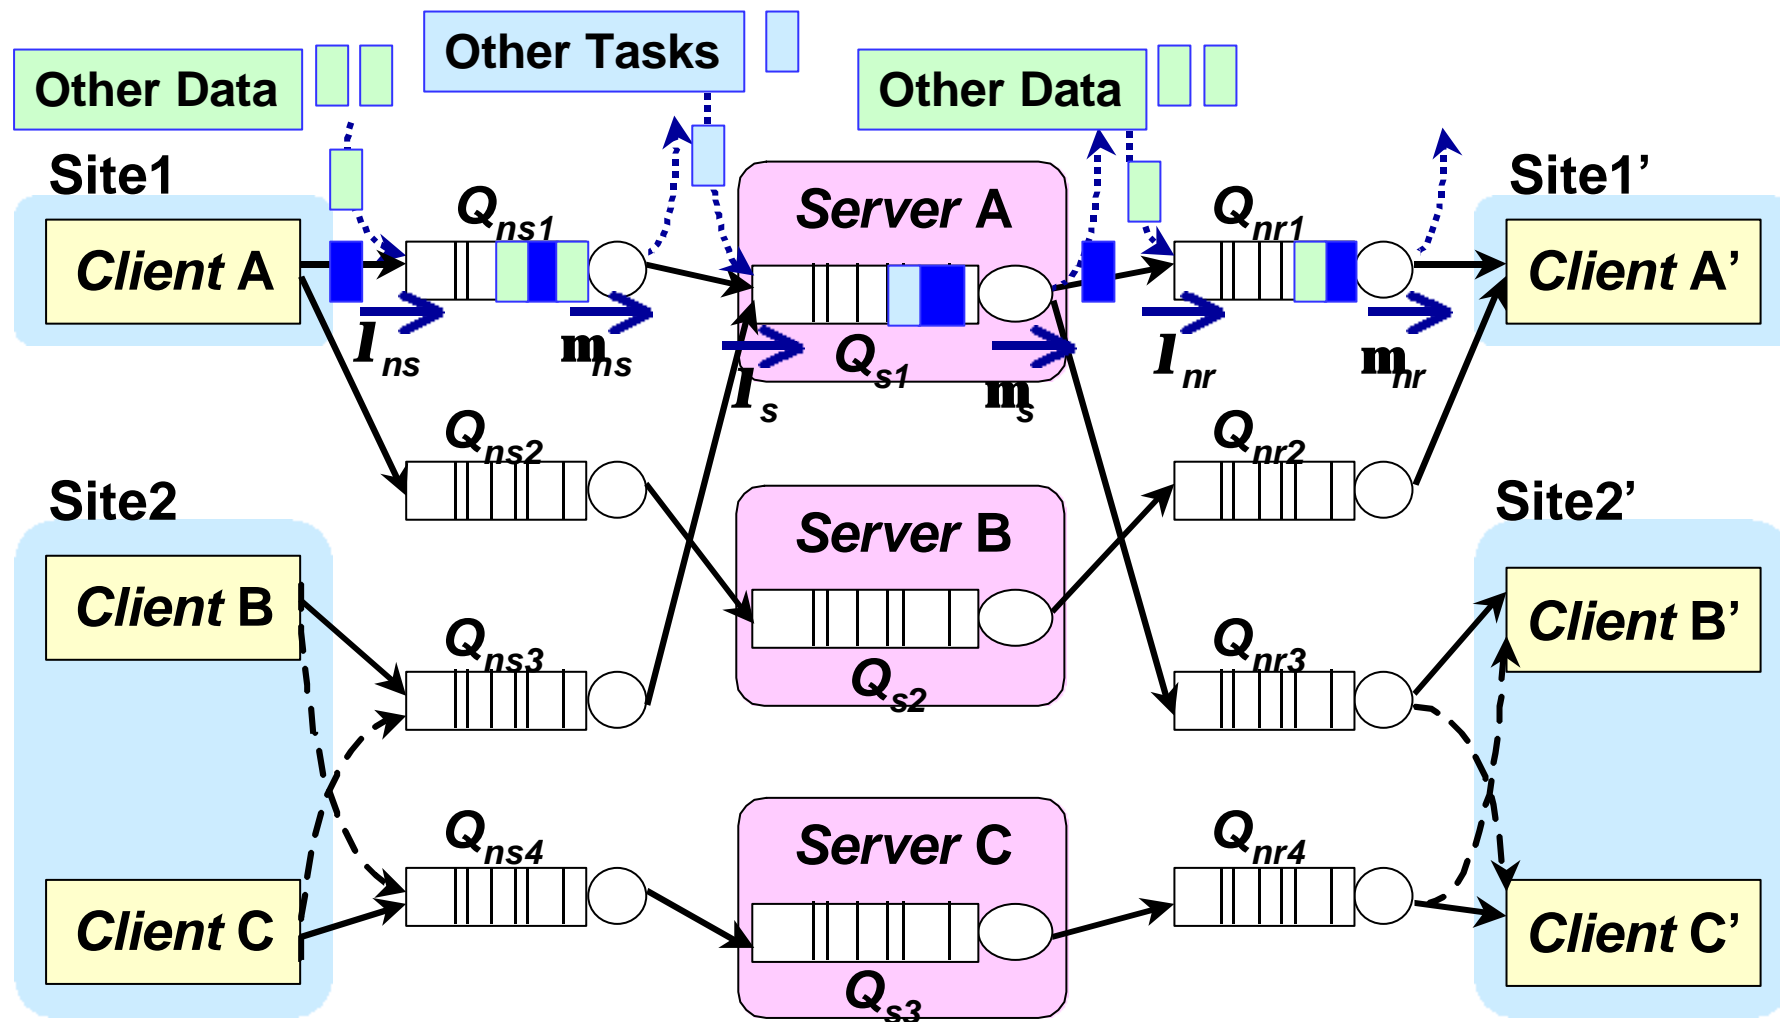 Other Tasks
Other Data
Other Data
Site1
Site1’
Client A
Q ns1
Server A
Q nr1
Client A’
l ns
m ns
Q s1
l nr
m nr
l s
m s
Q ns2
Q nr2
Site2
Site2’
Server B
Client B
Client B’
Q ns3
Q nr3
Q s2
Q ns4
Server C
Q nr4
Client C
Client C’
Q s3